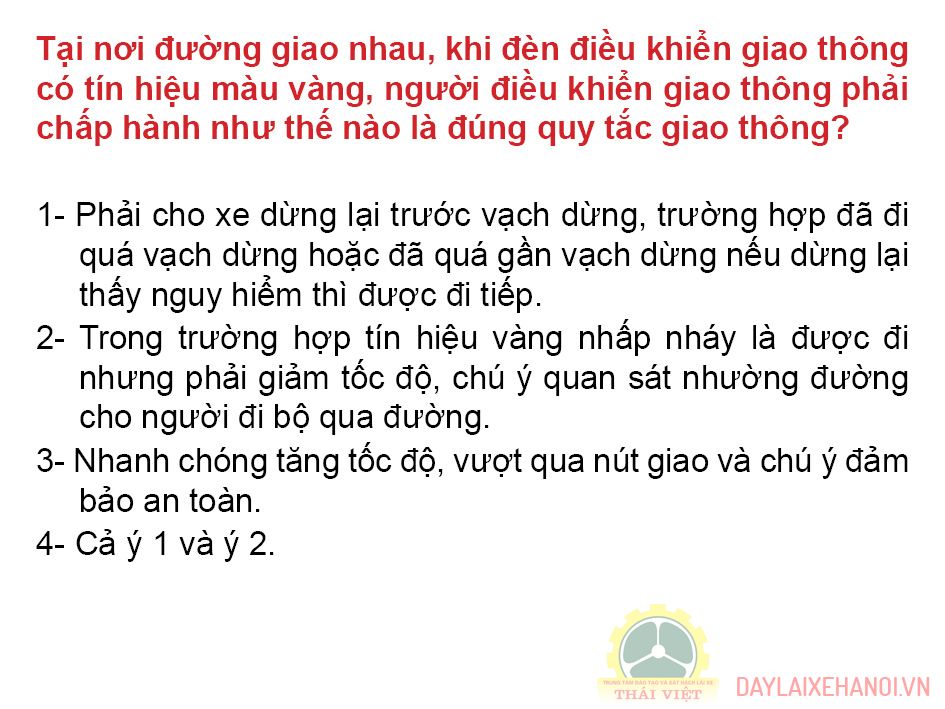 Tại nơi đường giao nhau, khi đèn điều khiển giao thông
có tín hiệu màu vàng, người điều khiển giao thông phải
chấp hành như thế nào là đúng quy tắc giao thông?
1- Phải cho xe dừng lại trước vạch dừng, trường hợp đã đi
quá vạch dừng hoặc đã quá gần vạch dừng nếu dừng lại
thấy nguy hiểm thì được đi tiếp.
2- Trong trường hợp tín hiệu vàng nhấp nháy là được đi
nhưng phải giảm tốc độ, chú ý quan sát nhường đường
cho người đi bộ qua đường.
3- Nhanh chóng tăng tốc độ, vượt qua nút giao và chú ý đảm
bảo an toàn.
4- Cả ý 1 và ý 2.
TRUNG TÂM ĐÀO TẠO VÀ SÁT HẠCH LÁI XE
THÁI VIỆT
DAYLAIXEHANOI.VN